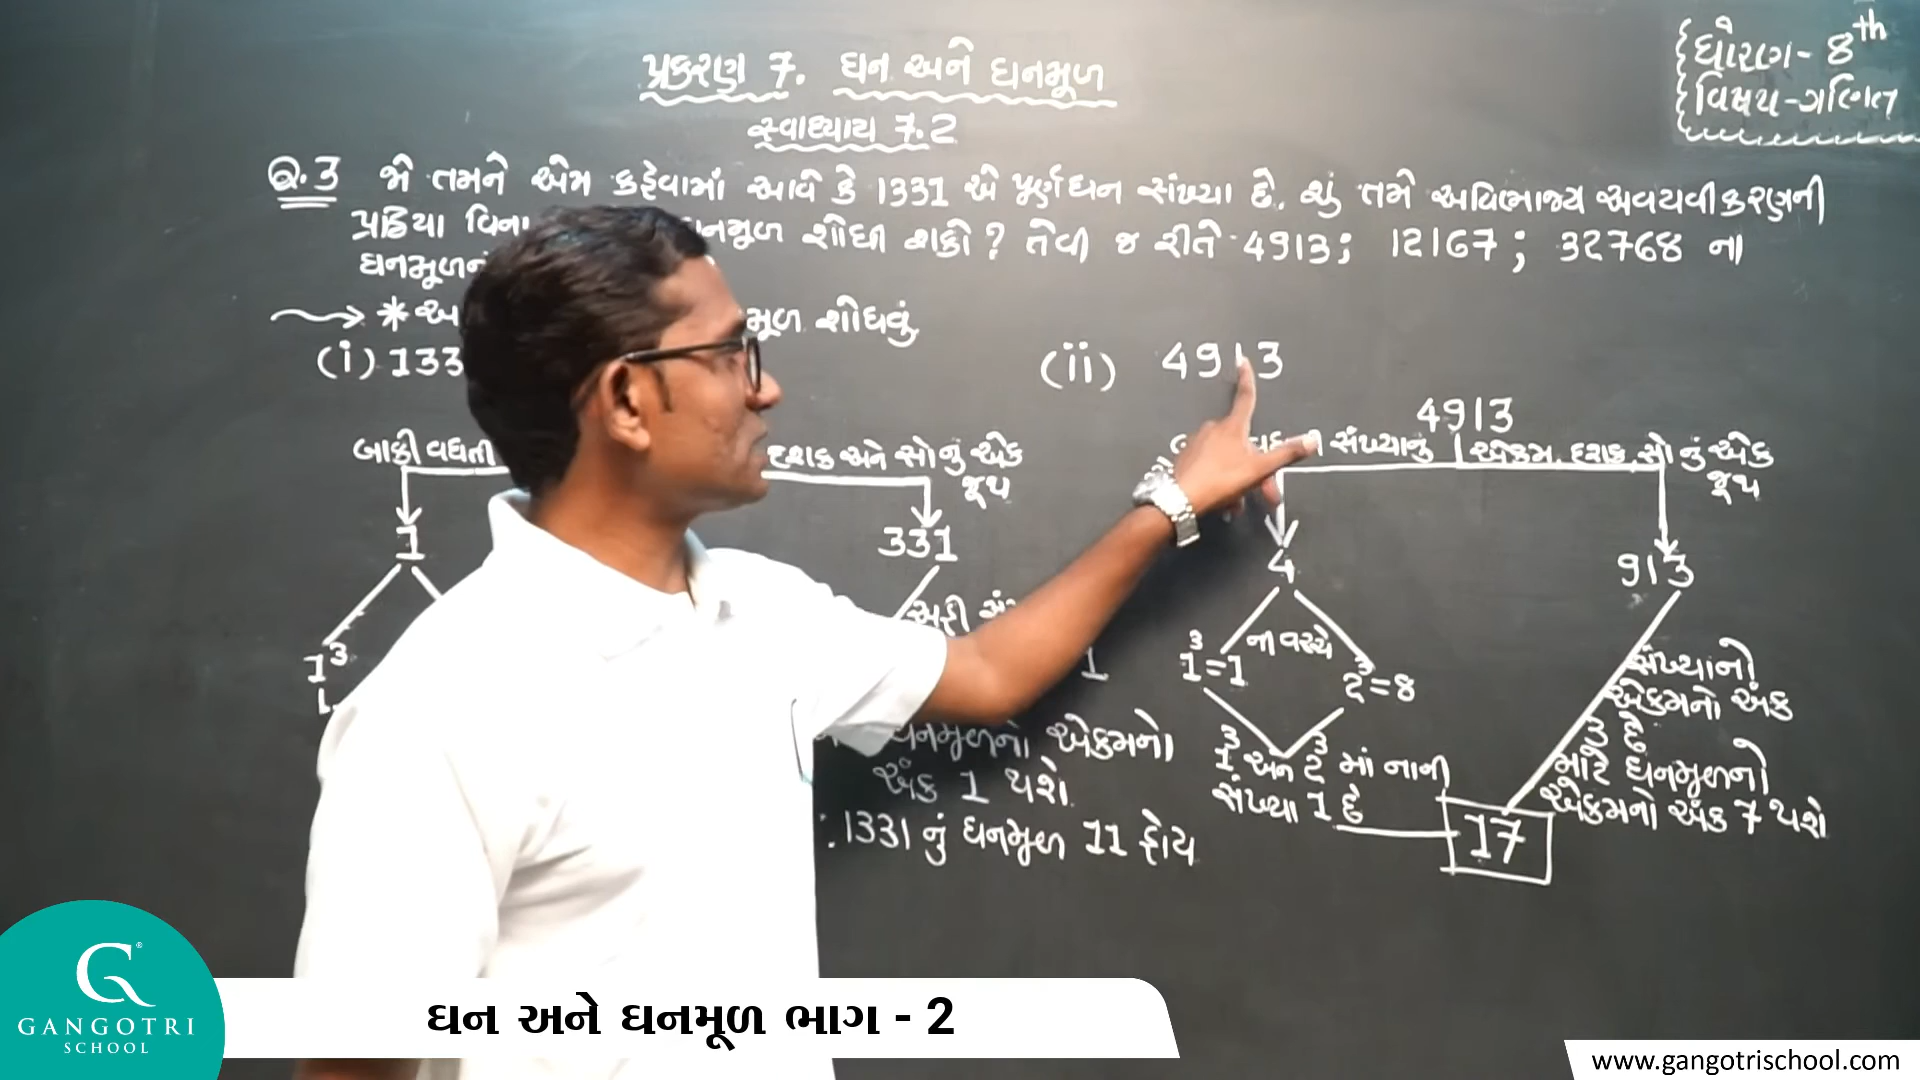 પ્રકરણ 7. ઘન અને ઘનમૂળ
સ્વાધ્યાય 7.2
ધોરણ - 8th
વિષય - ગણિત
Q.3 જો તમને એમ કહેવામાં આવે કે 1331 એ પૂર્ણઘન સંખ્યા છે. શું તમે અવિભાજ્ય અવયવીકરણની
પ્રક્રિયા વિના નમૂળ શોધી શકો? તેવી જ રીતે 4913; 12167; 32768 ના
ઘનમૂળનું
* અ મૂળ શોધવું
(i) 133
(ii) 4913
4913
બાકી વધતી
દશક અને સોનું એક
રૂપ
સંખ્યાનું એકમ, દશક, સોનું એક
રૂપ
1
331
4
913
1³
1
1³=1
ના વચ્ચે
2³=8
સંખ્યાનો
એકમનો અંક
3 છે
માટે ઘનમૂળનો
એકમનો અંક 7 થશે
1³ અને 2³ માં નાની
સંખ્યા 1 છે
17
ઘનમૂળનો એકમનો
અંક 1 થશે.
∴ 1331 નું ઘનમૂળ 11 હોય
G®
GANGOTRI
SCHOOL
ઘન અને ઘનમૂળ ભાગ - 2
www.gangotrischool.com